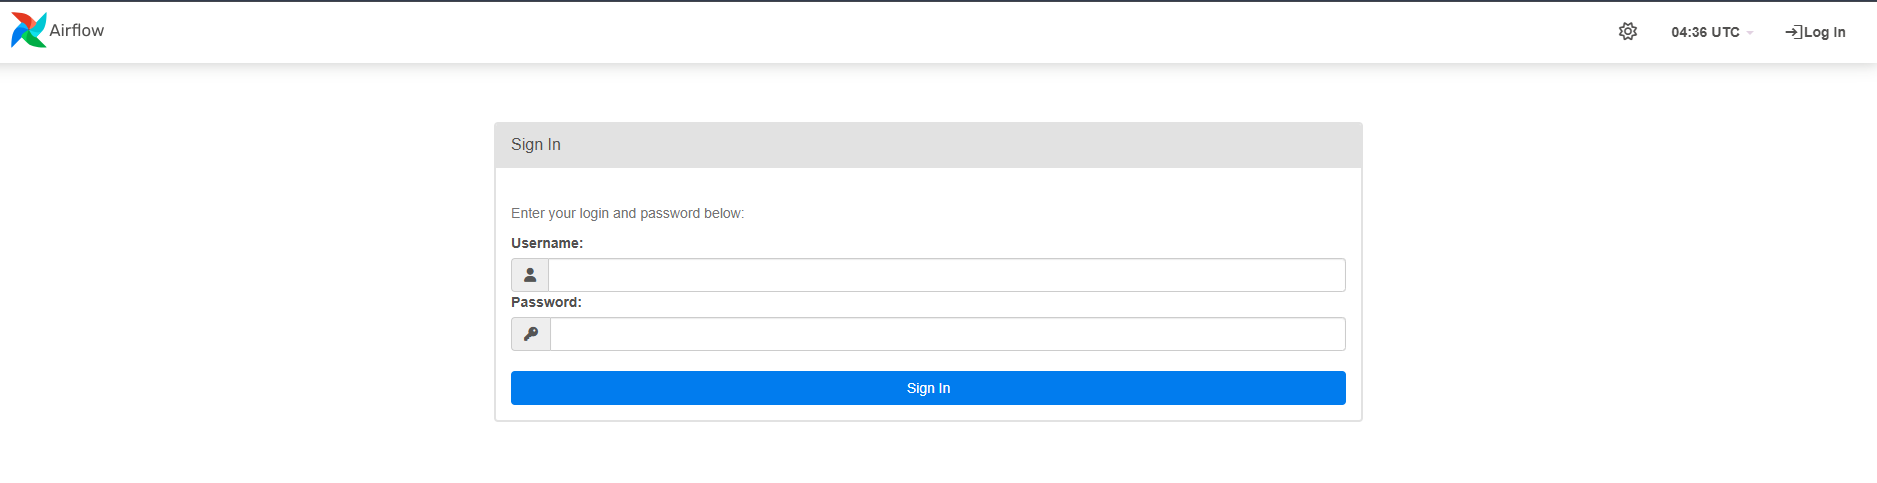 Airflow
04:36 UTC
Log In
Sign In
Enter your login and password below:
Username:
Password:
Sign In